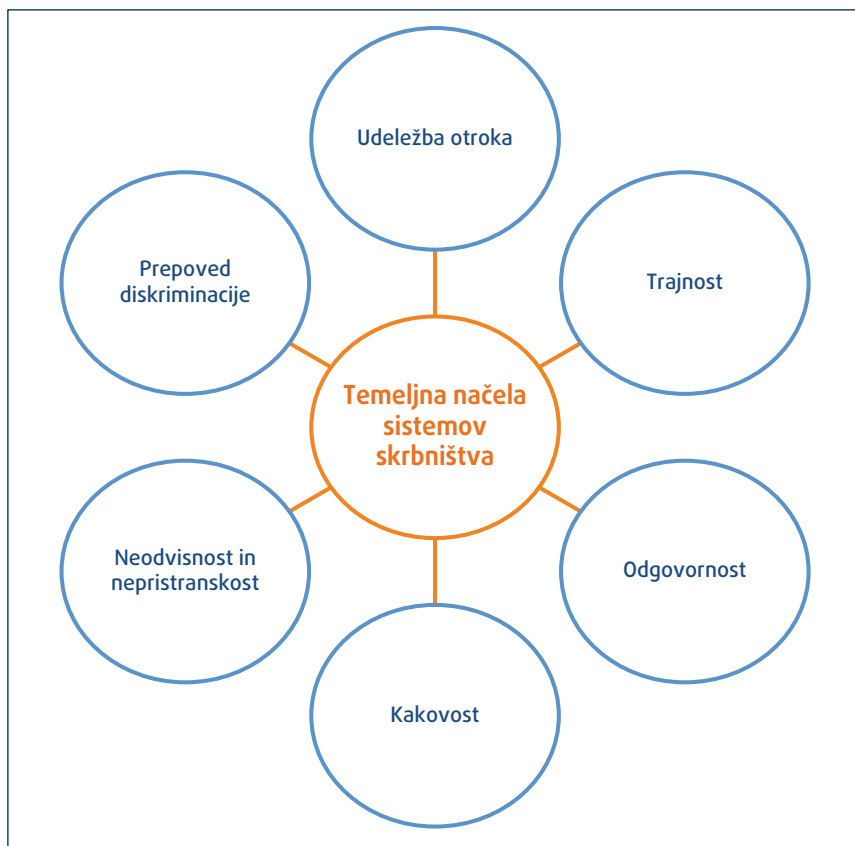 Udeležba otroka
Prepoved
diskriminacije
Trajnost
Temeljna načela
sistemov
skrbništva
Neodvisnost in
nepristranskost
Odgovornost
Kakovost